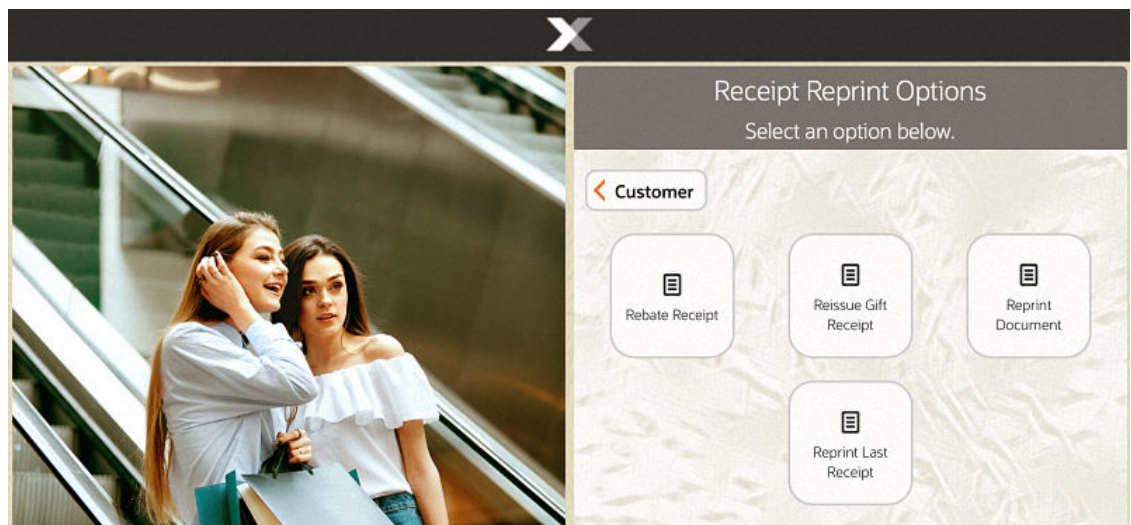 Receipt Reprint Options
Select an option below.
Customer
Rebate Receipt
Reissue Gift
Receipt
Reprint
Document
Reprint Last
Receipt